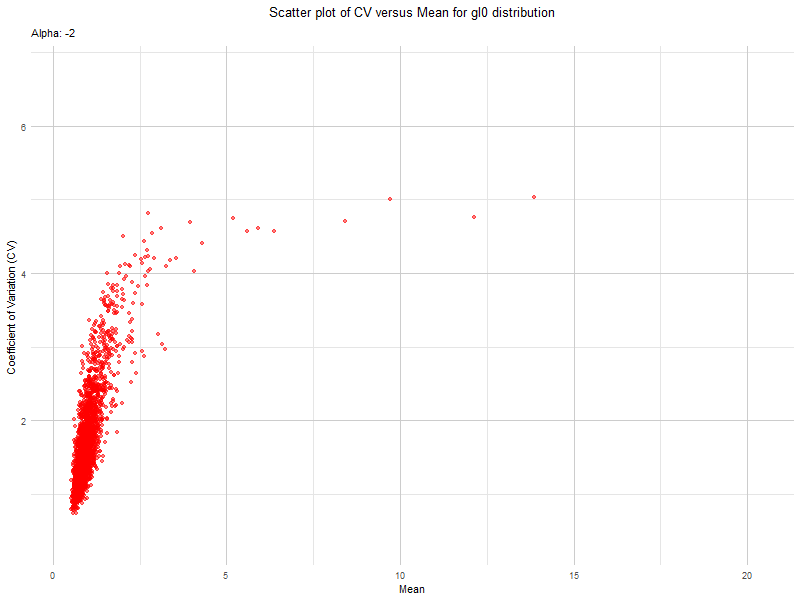 Scatter plot of CV versus Mean for gI0 distribution
Alpha: -2
Coefficient of Variation (CV)
6
4
2
0 5 10 15 20
Mean